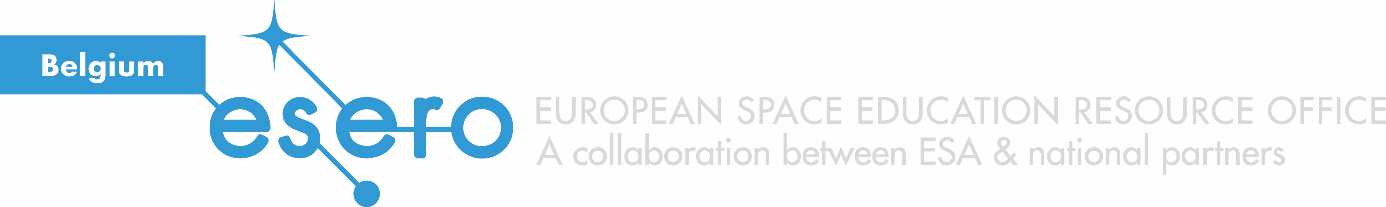 Belgium
esero
EUROPEAN SPACE EDUCATION RESOURCE OFFICE
A collaboration between ESA & national partners